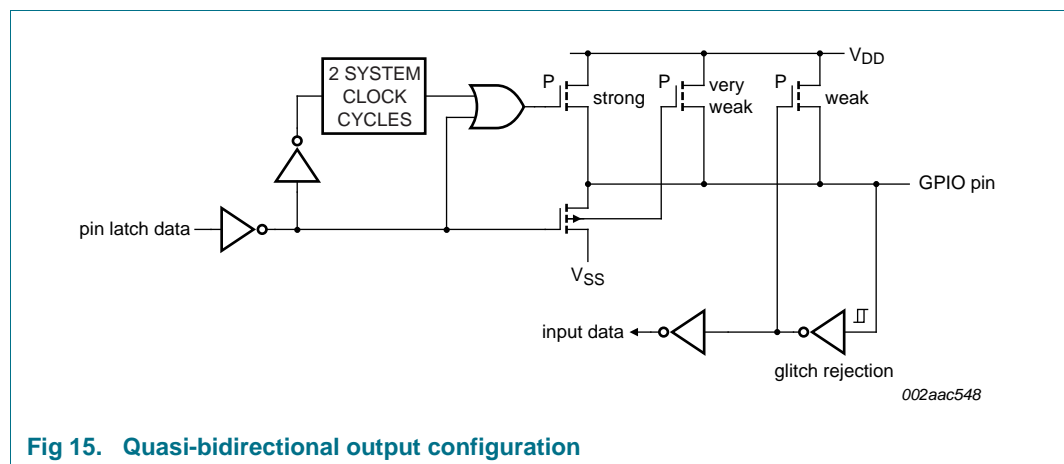 2 SYSTEM
CLOCK
CYCLES
P
strong
P
very
weak
P
weak
VDD
GPIO pin
pin latch data
VSS
input data
glitch rejection
002aac548
Fig 15. Quasi-bidirectional output configuration